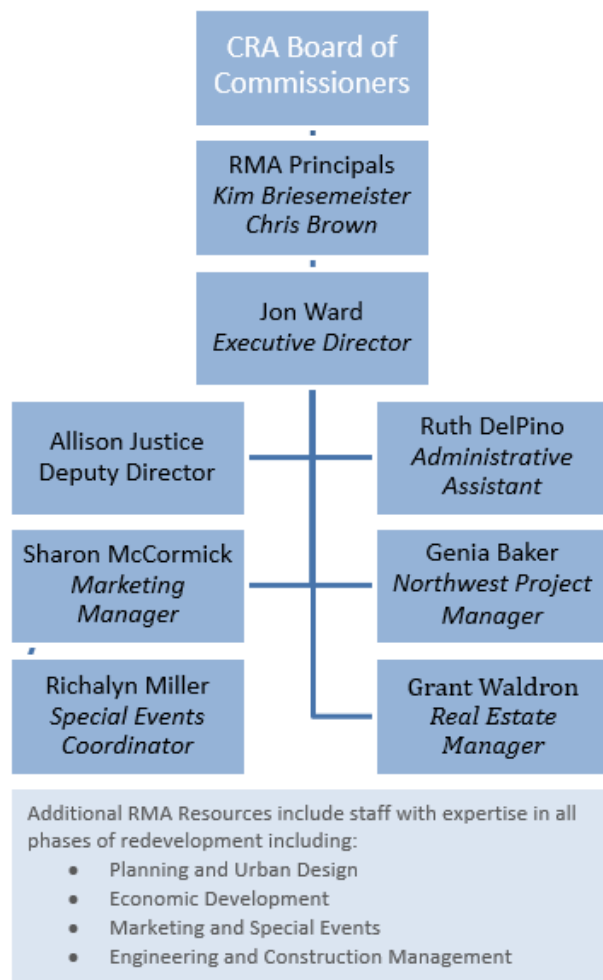 CRA Board of
Commissioners
RMA Principals
Kim Briesemeister
Chris Brown
Jon Ward
Executive Director
Allison Justice
Deputy Director
Ruth DelPino
Administrative
Assistant
Sharon McCormick
Marketing
Manager
Genia Baker
Northwest Project
Manager
Richalyn Miller
Special Events
Coordinator
Grant Waldron
Real Estate
Manager
Additional RMA Resources include staff with expertise in all
phases of redevelopment including:
● Planning and Urban Design
● Economic Development
● Marketing and Special Events
● Engineering and Construction Management